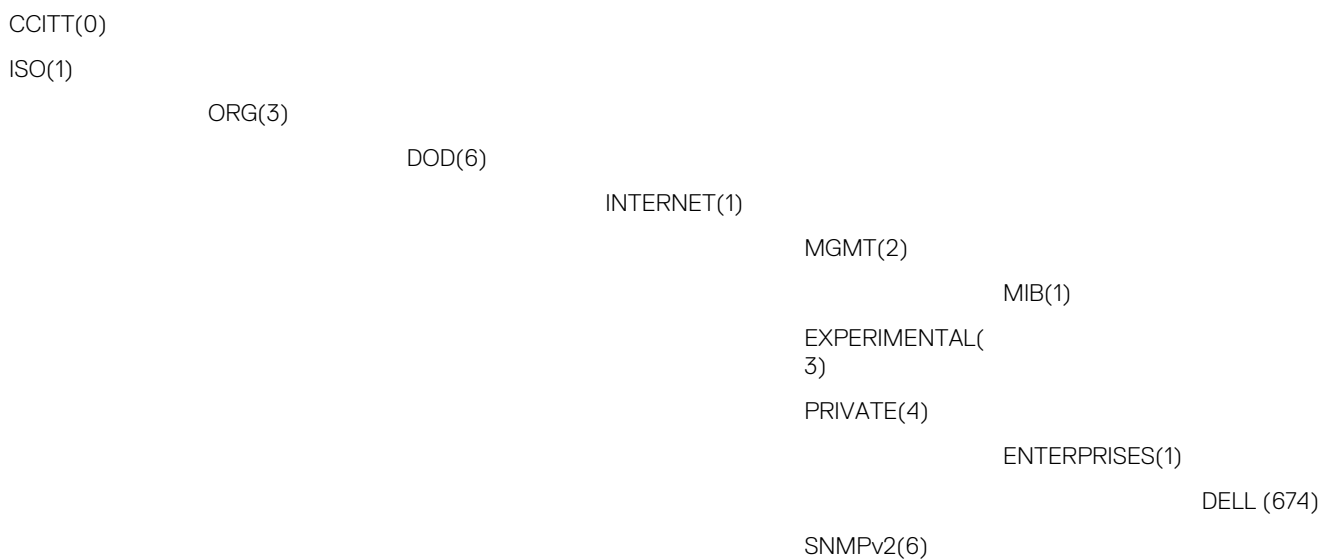 CCITT(0)
ISO(1)
ORG(3)
DOD(6)
INTERNET(1)
MGMT(2)
MIB(1)
EXPERIMENTAL(
3)
PRIVATE(4)
ENTERPRISES(1)
DELL (674)
SNMPv2(6)